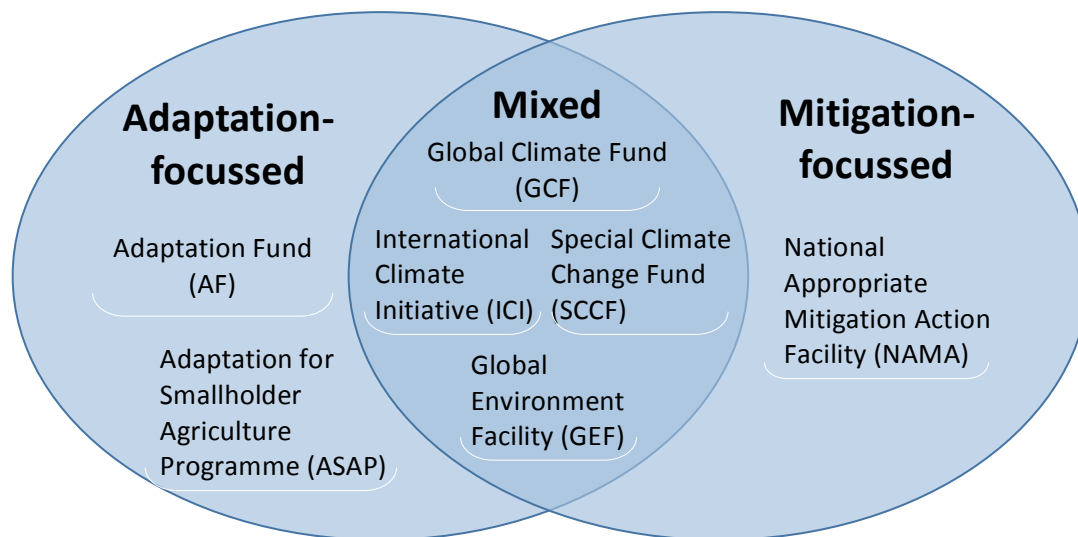 Adaptation-
focussed
Adaptation Fund
(AF)
Adaptation for
Smallholder
Agriculture
Programme (ASAP)
Mixed
Global Climate Fund
(GCF)
International
Climate
Initiative (ICI)
Special Climate
Change Fund
(SCCF)
Global
Environment
Facility (GEF)
Mitigation-
focussed
National
Appropriate
Mitigation Action
Facility (NAMA)